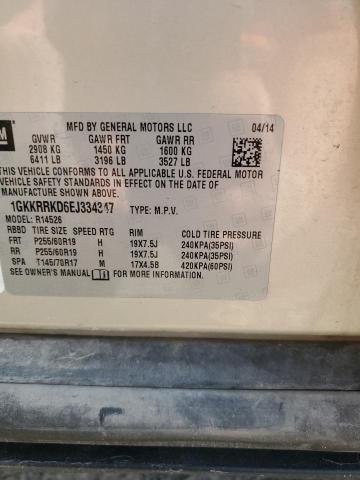 GM
MFD BY GENERAL MOTORS LLC 04/14
GVWR GAWR FRT GAWR RR
2908 KG 1450 KG 1600 KG
6411 LB 3196 LB 3527 LB
THIS VEHICLE CONFORMS TO ALL APPLICABLE U.S. FEDERAL MOTOR
VEHICLE SAFETY STANDARDS IN EFFECT ON THE DATE OF
MANUFACTURE SHOWN ABOVE.
1GKKRRKD6EJ334347 TYPE: M.P.V.
MODEL: R14526
RBBD TIRE SIZE SPEED RTG RIM COLD TIRE PRESSURE
FRT P255/60R19 H 19X7.5J 240KPA(35PSI)
RR P255/60R19 H 19X7.5J 240KPA(35PSI)
SPA T145/70R17 M 17X4.5B 420KPA(60PSI)
SEE OWNER'S MANUAL FOR ADDITIONAL INFORMATION